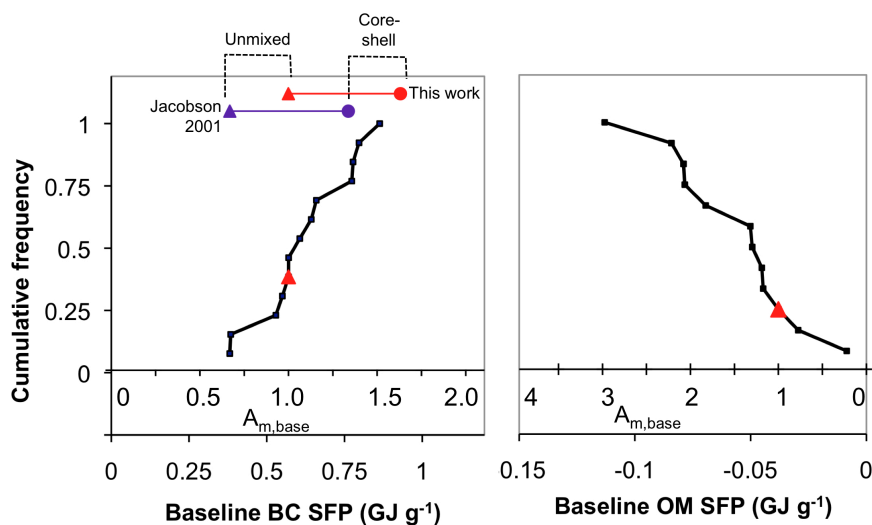 Core-
shell
Unmixed
This work
Jacobson
2001
Cumulative frequency
1
0.75
0.5
0.25
0
0 0.5 1.0 1.5 2.0
A_m,base
0 0.25 0.5 0.75 1
Baseline BC SFP (GJ g⁻¹)
4 3 2 1 0
A_m,base
0.15 -0.1 -0.05 0
Baseline OM SFP (GJ g⁻¹)